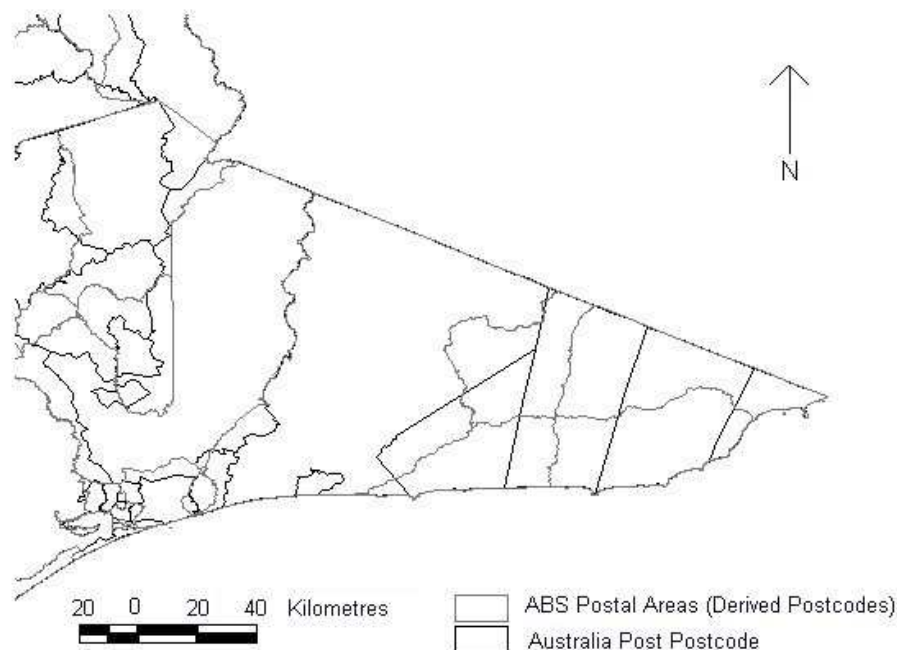 N
20 0 20 40 Kilometres
ABS Postal Areas (Derived Postcodes)
Australia Post Postcode